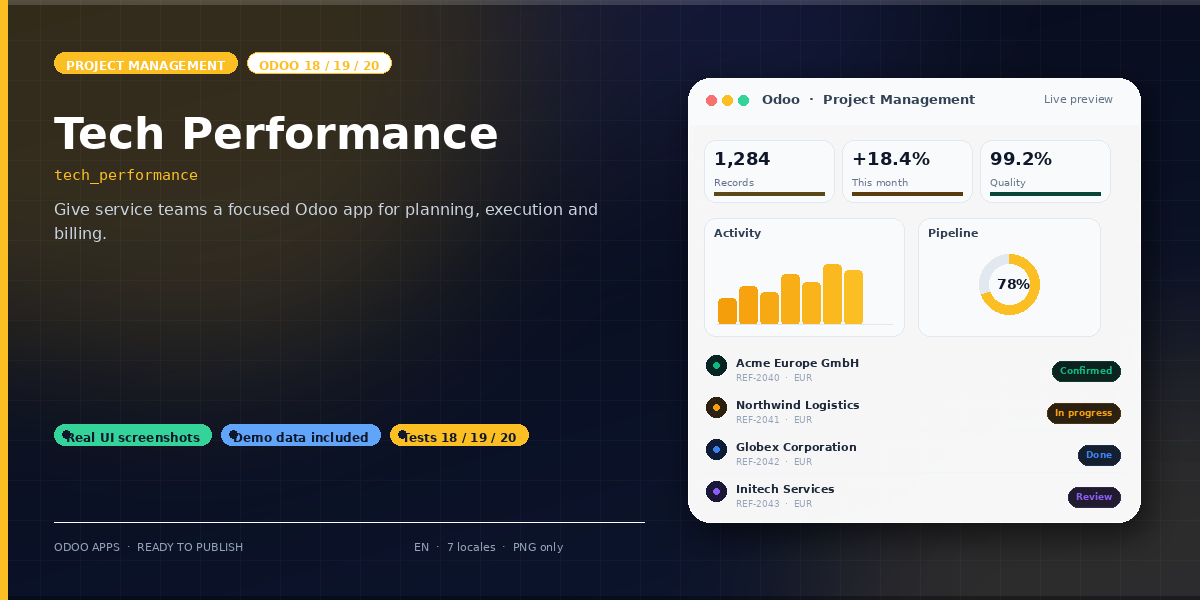 PROJECT MANAGEMENT
ODOO 18 / 19 / 20
Tech Performance
tech_performance
Give service teams a focused Odoo app for planning, execution and
billing.
Real UI screenshots
Demo data included
Tests 18 / 19 / 20
ODOO APPS · READY TO PUBLISH
EN · 7 locales · PNG only
Odoo · Project Management
Live preview
1,284
Records
+18.4%
This month
99.2%
Quality
Activity
Pipeline
78%
Acme Europe GmbH
REF-2040 · EUR
Confirmed
Northwind Logistics
REF-2041 · EUR
In progress
Globex Corporation
REF-2042 · EUR
Done
Initech Services
REF-2043 · EUR
Review